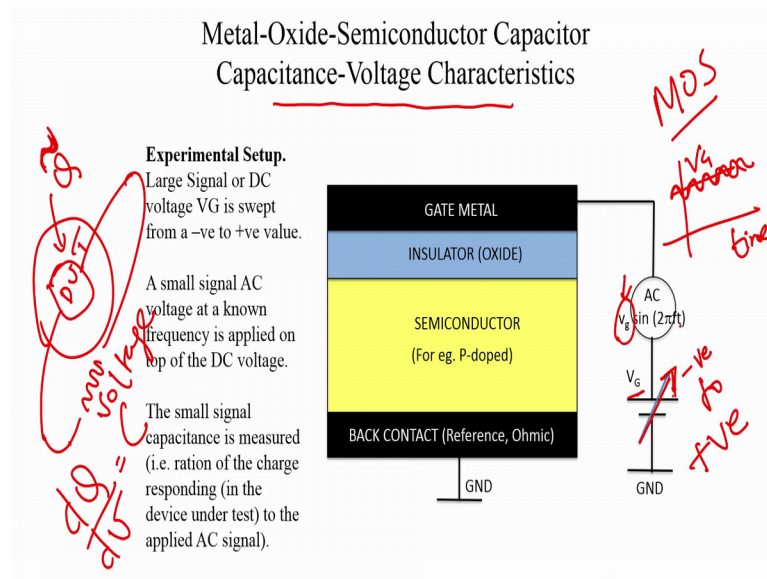 Metal-Oxide-Semiconductor Capacitor
Capacitance-Voltage Characteristics
Experimental Setup.
Large Signal or DC
voltage VG is swept
from a –ve to +ve value.
A small signal AC
voltage at a known
frequency is applied on
top of the DC voltage.
The small signal
capacitance is measured
(i.e. ration of the charge
responding (in the
device under test) to the
applied AC signal).
DUT
voltage
dQ/dV = C
GATE METAL
INSULATOR (OXIDE)
SEMICONDUCTOR
(For eg. P-doped)
BACK CONTACT (Reference, Ohmic)
GND
MOS
VG
time
AC
vg sin (2πft)
VG
-ve
to
+ve
GND